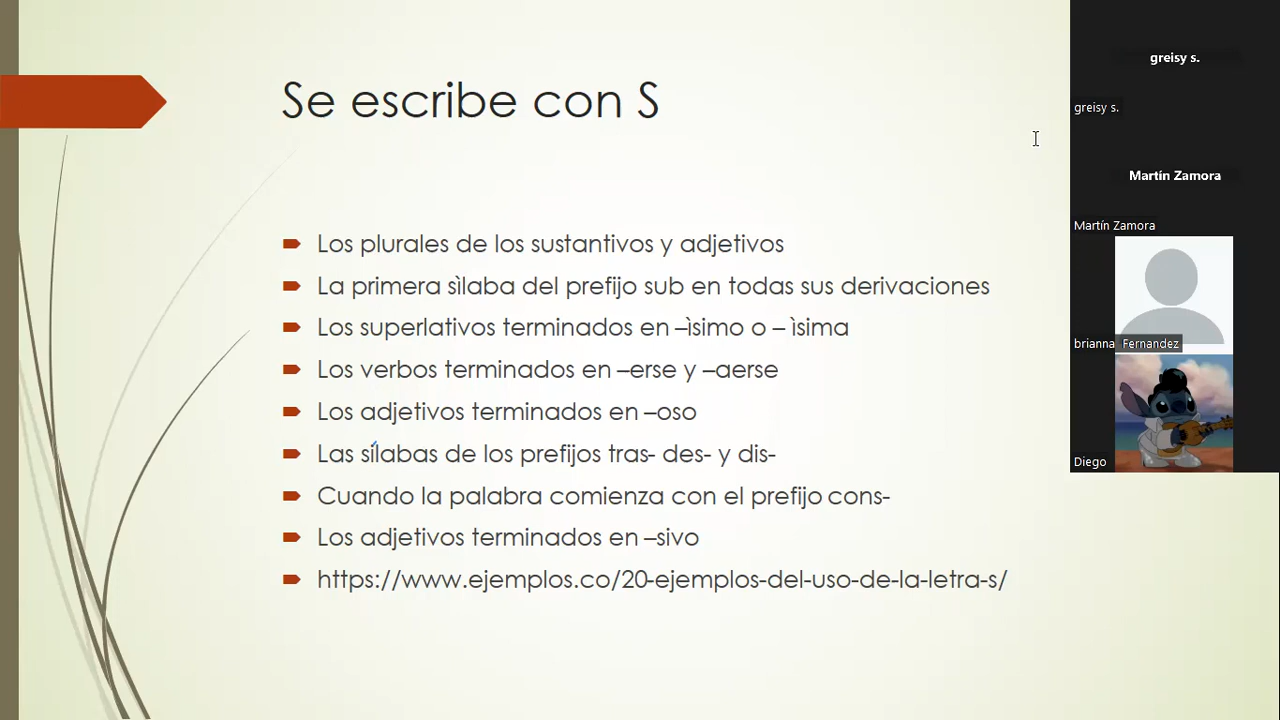 Se escribe con S
Los plurales de los sustantivos y adjetivos
La primera sìlaba del prefijo sub en todas sus derivaciones
Los superlativos terminados en –ìsimo o – ìsima
Los verbos terminados en –erse y –aerse
Los adjetivos terminados en –oso
Las sílabas de los prefijos tras- des- y dis-
Cuando la palabra comienza con el prefijo cons-
Los adjetivos terminados en –sivo
https://www.ejemplos.co/20-ejemplos-del-uso-de-la-letra-s/
greisy s.
greisy s.
Martín Zamora
Martín Zamora
brianna Fernandez
Diego